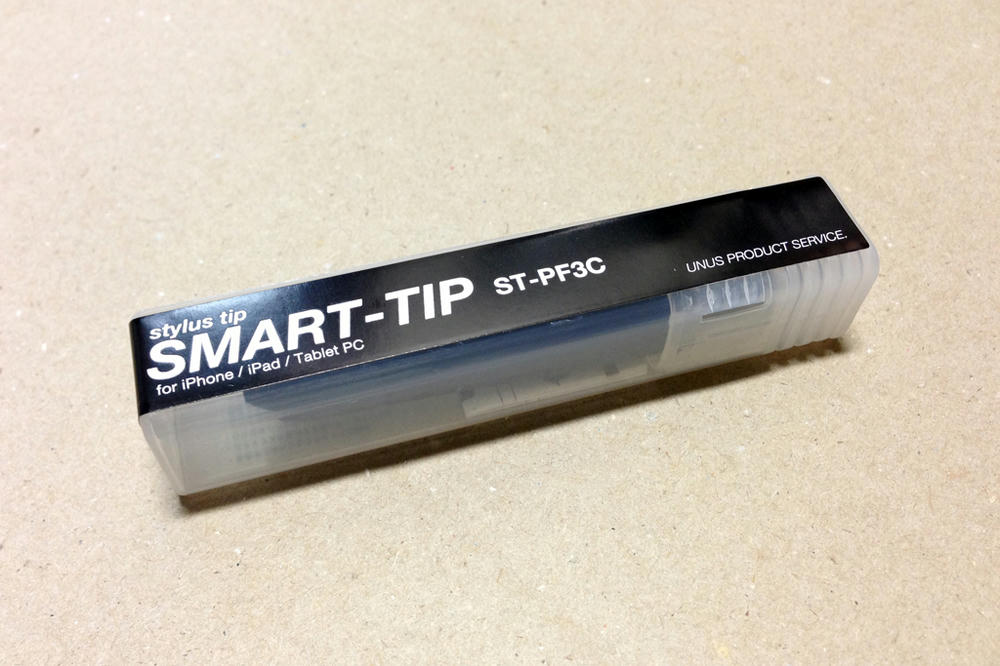 stylus tip
SMART-TIP ST-PF3C
for iPhone / iPad / Tablet PC
UNUS PRODUCT SERVICE.